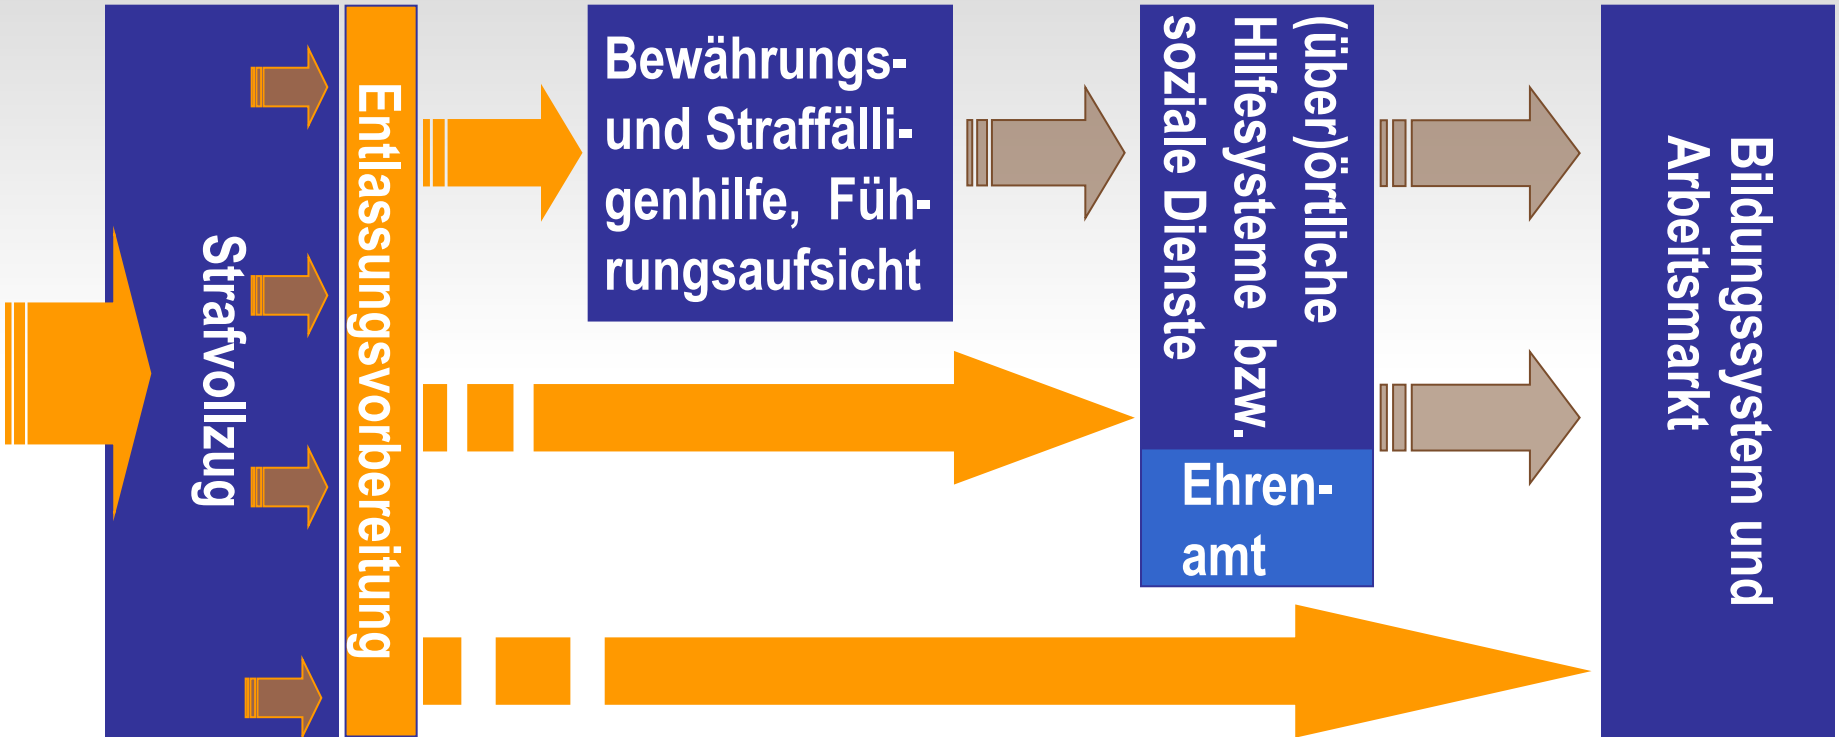 Strafvollzug
Entlassungsvorbereitung
Bewährungs-
und Straffälli-
genhilfe, Füh-
rungsaufsicht
(über)örtliche
Hilfesysteme bzw.
soziale Dienste
Ehren-
amt
Bildungssystem und
Arbeitsmarkt